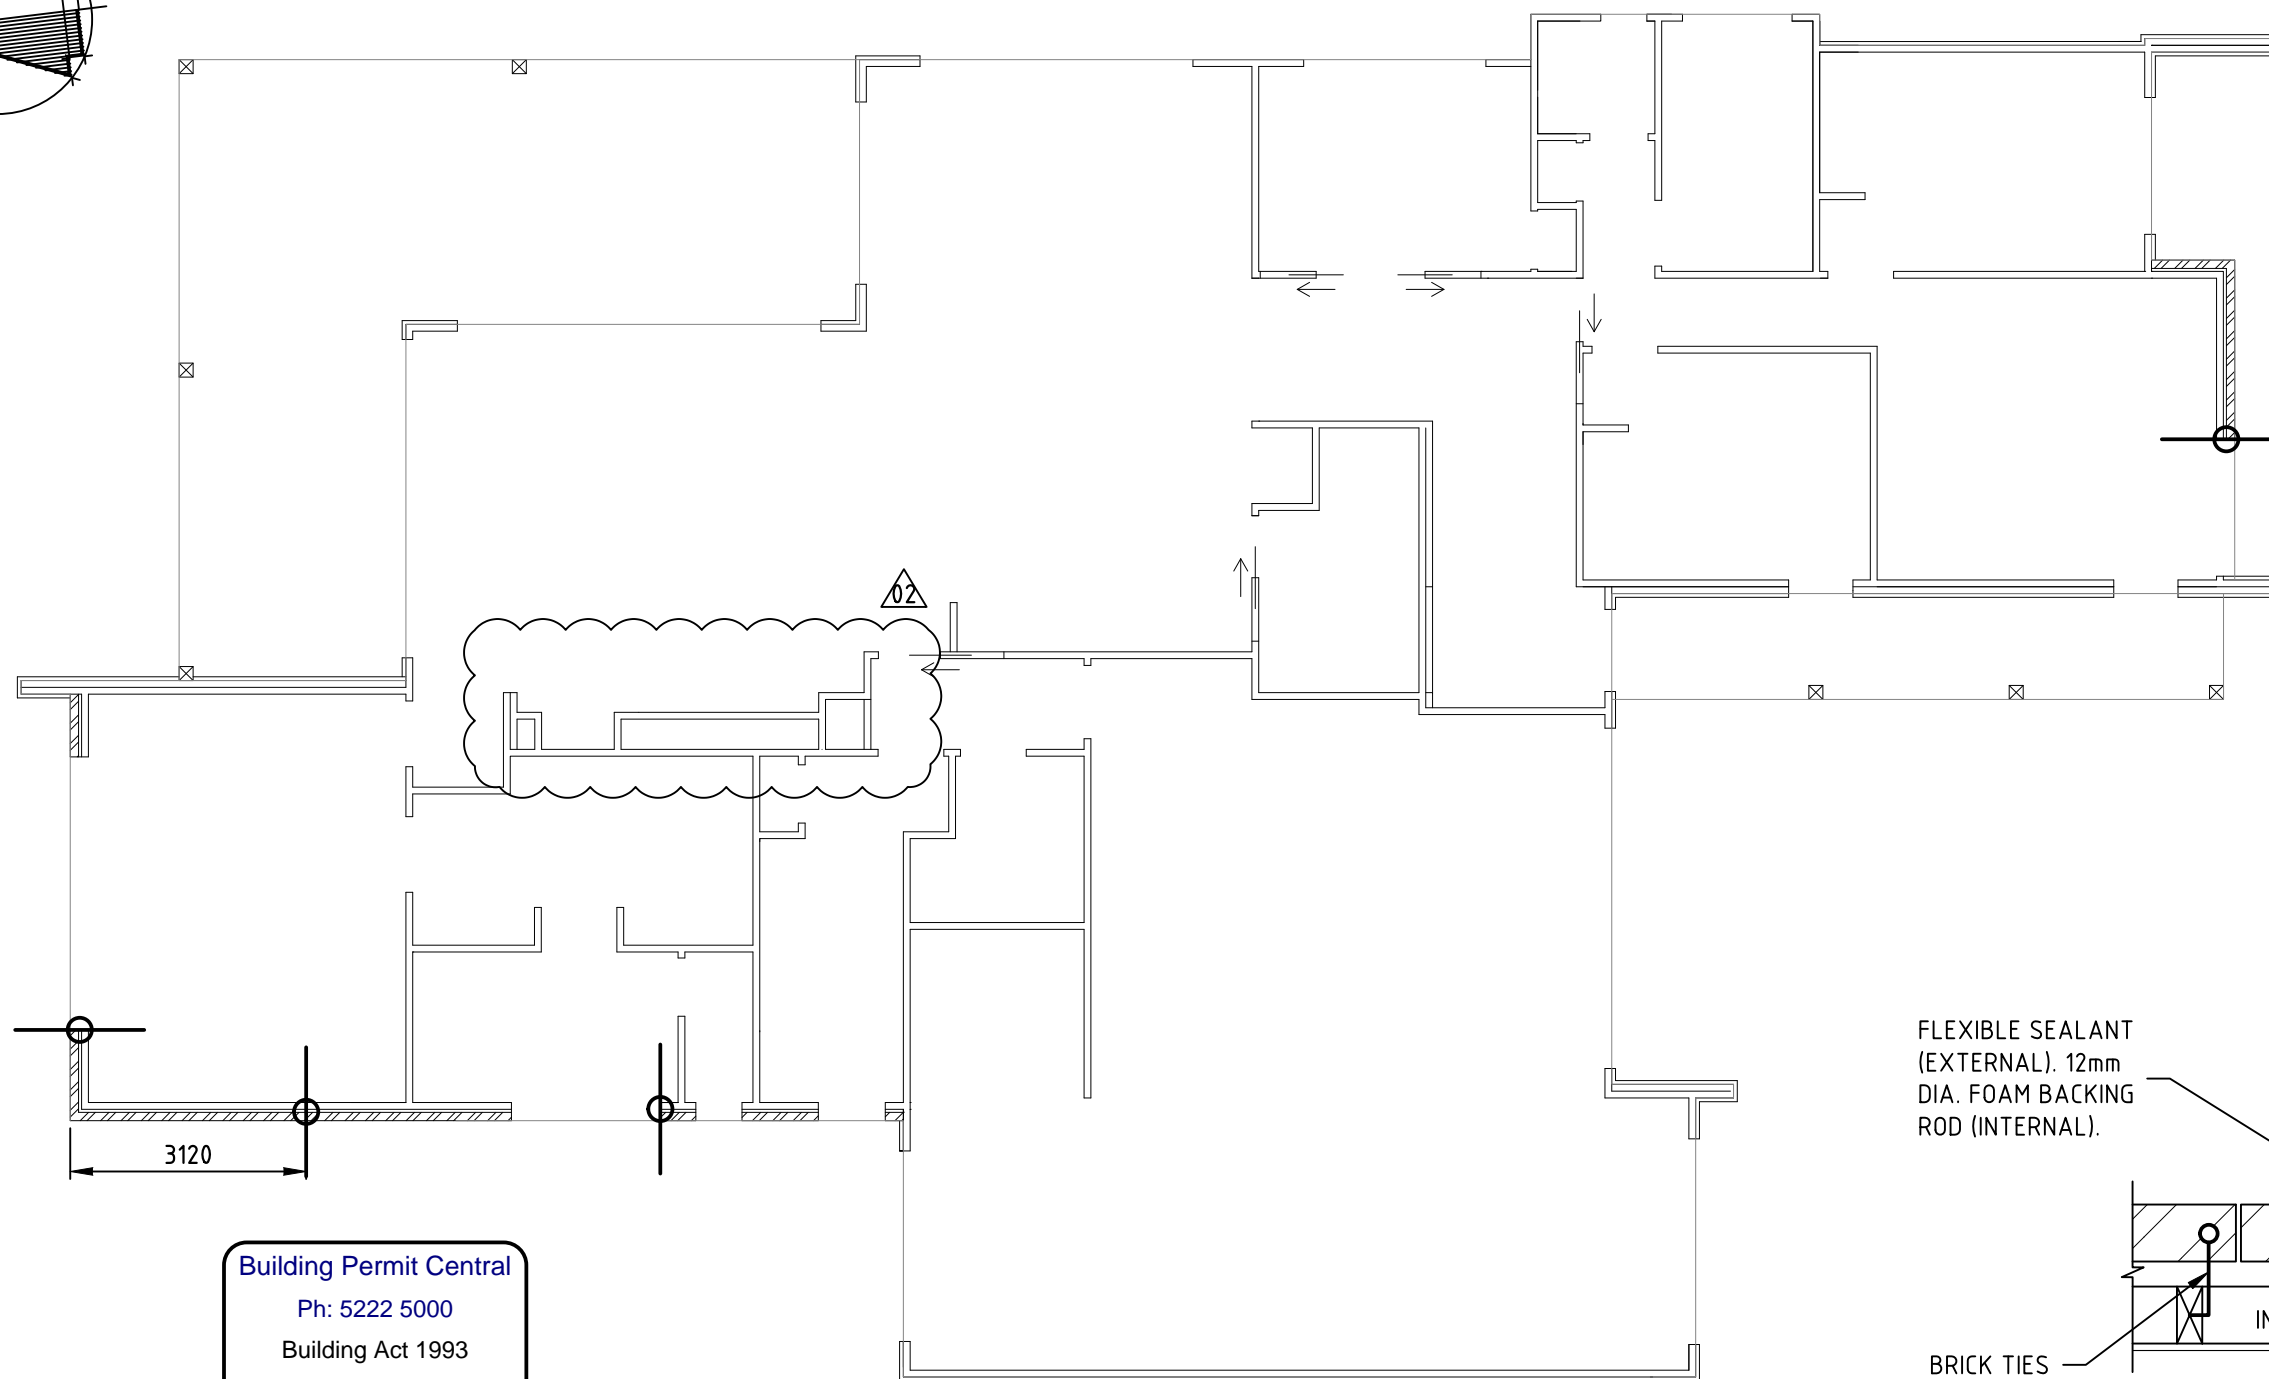 02
FLEXIBLE SEALANT
(EXTERNAL). 12mm
DIA. FOAM BACKING
ROD (INTERNAL).
3120
Building Permit Central
Ph: 5222 5000
Building Act 1993
BRICK TIES